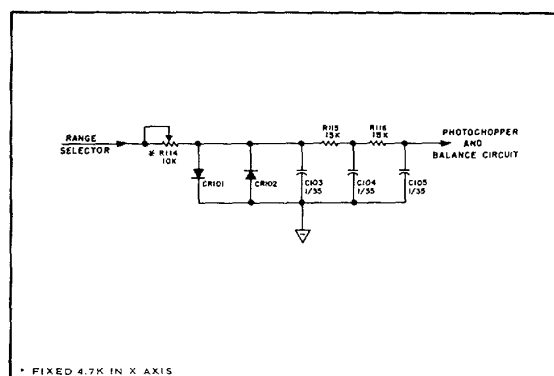 RANGE
SELECTOR
* R114
10K
CR101
CR102
C103
1/35
R115
15K
C104
1/35
R116
15K
C105
1/35
PHOTOCHOPPER
AND
BALANCE CIRCUIT
* FIXED 4.7K IN X AXIS